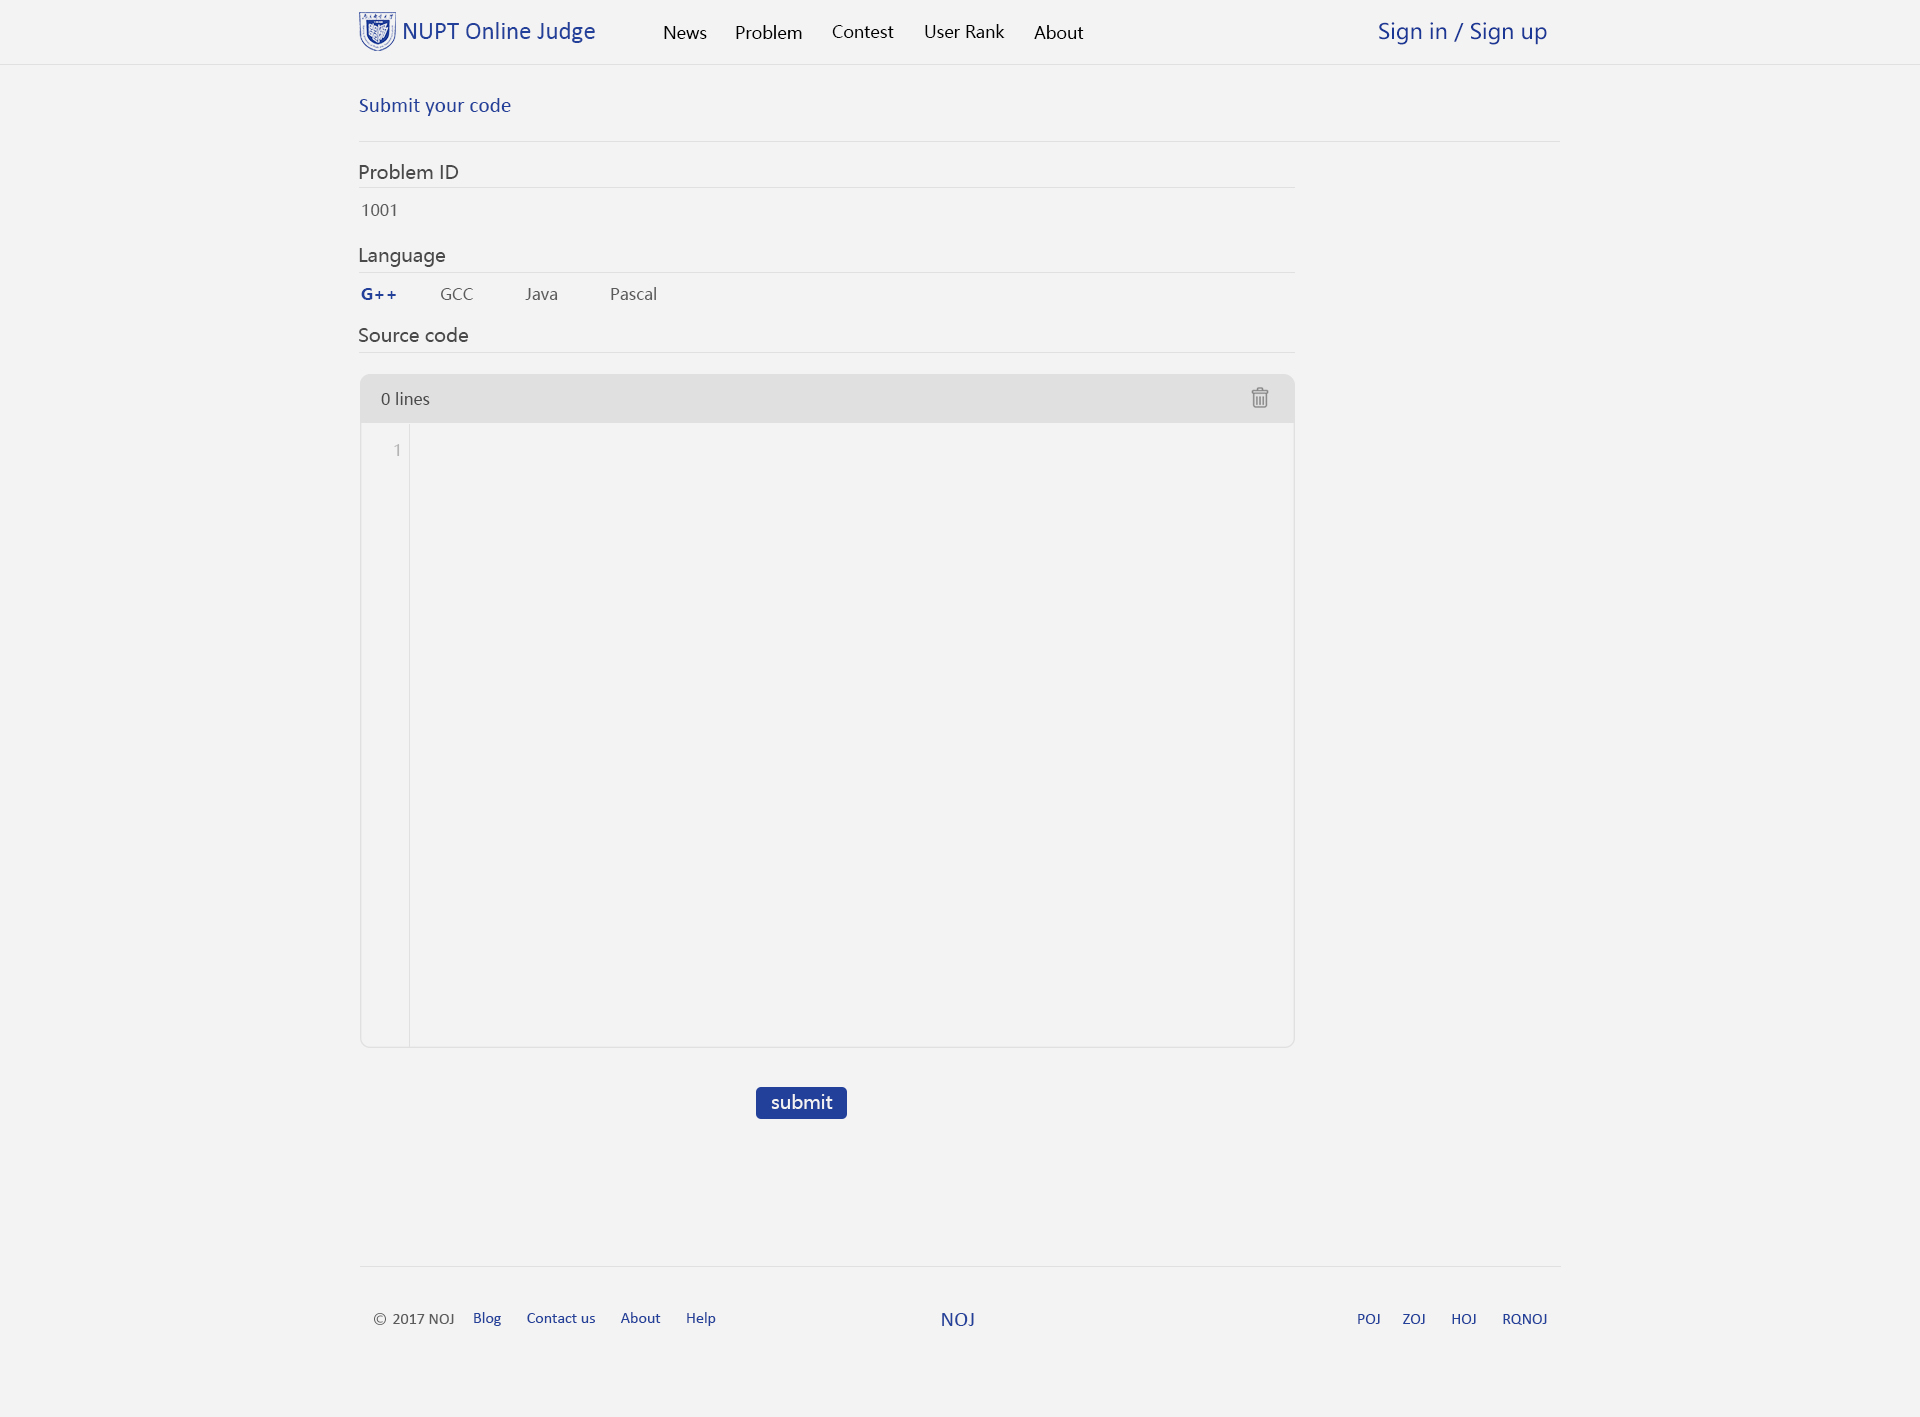 NUPT Online Judge News Problem Contest User Rank About Sign in / Sign up
Submit your code
Problem ID
1001
Language
G++ GCC Java Pascal
Source code
0 lines
1
submit
© 2017 NOJ Blog Contact us About Help NOJ POJ ZOJ HOJ RQNOJ